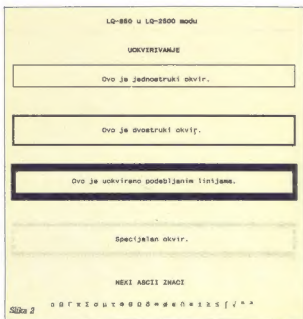 LQ-850 u LQ-2500 modu
UOKVIRIVANJE
Ovo je jednostruki okvir.
Ovo je dvostruki okvir.
Ovo je uokvireno podebljanim linijama.
Specijalan okvir.
NEKI ASCII ZNACI
Slika 2